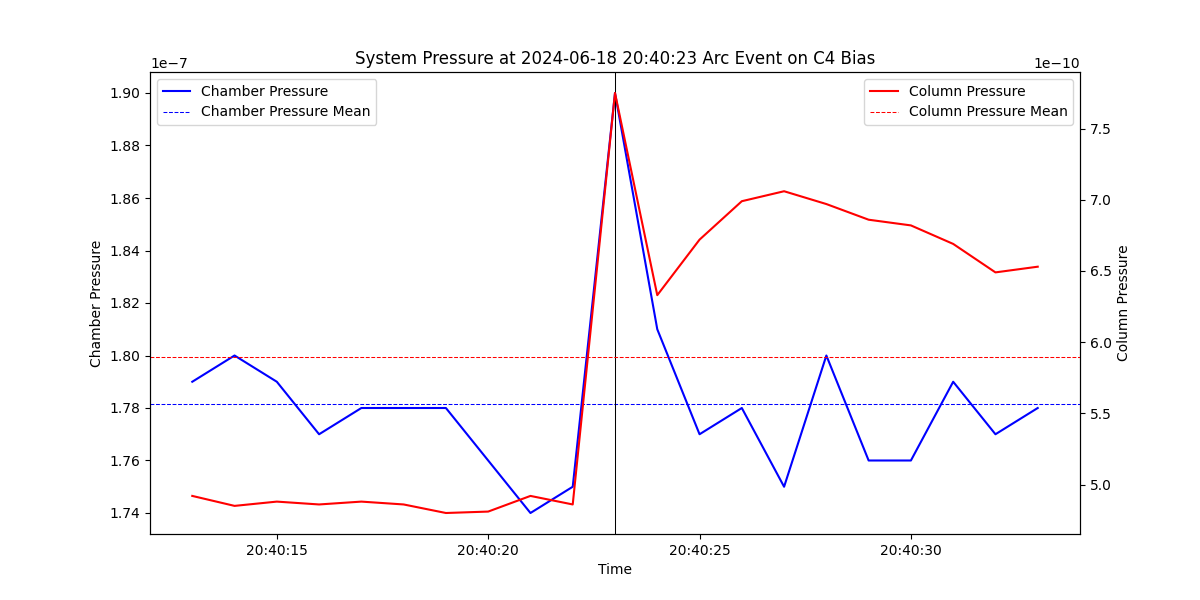 System Pressure at 2024-06-18 20:40:23 Arc Event on C4 Bias
1e−7
1e−10
Chamber Pressure
Chamber Pressure Mean
Column Pressure
Column Pressure Mean
1.90
1.88
1.86
1.84
1.82
1.80
1.78
1.76
1.74
Chamber Pressure
7.5
7.0
6.5
6.0
5.5
5.0
Column Pressure
20:40:15
20:40:20
20:40:25
20:40:30
Time